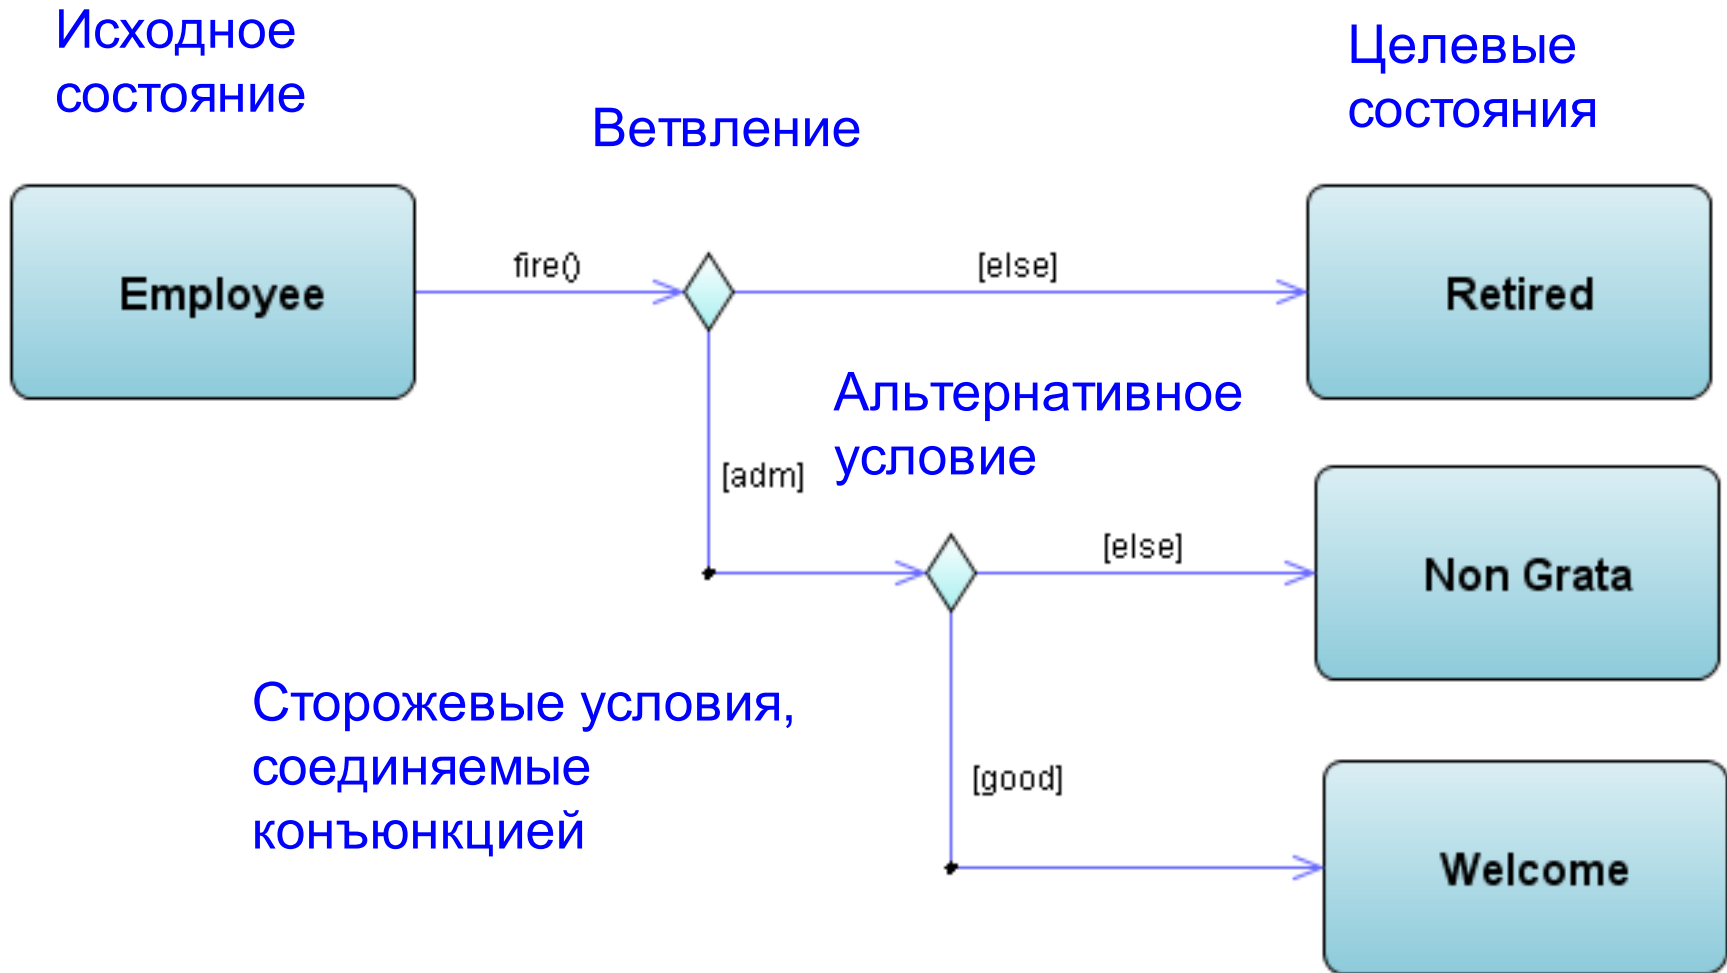 Исходное
состояние
Целевые
состояния
Ветвление
fire()
[else]
Employee
Retired
Альтернативное
условие
[adm]
[else]
Non Grata
Сторожевые условия,
соединяемые
конъюнкцией
[good]
Welcome